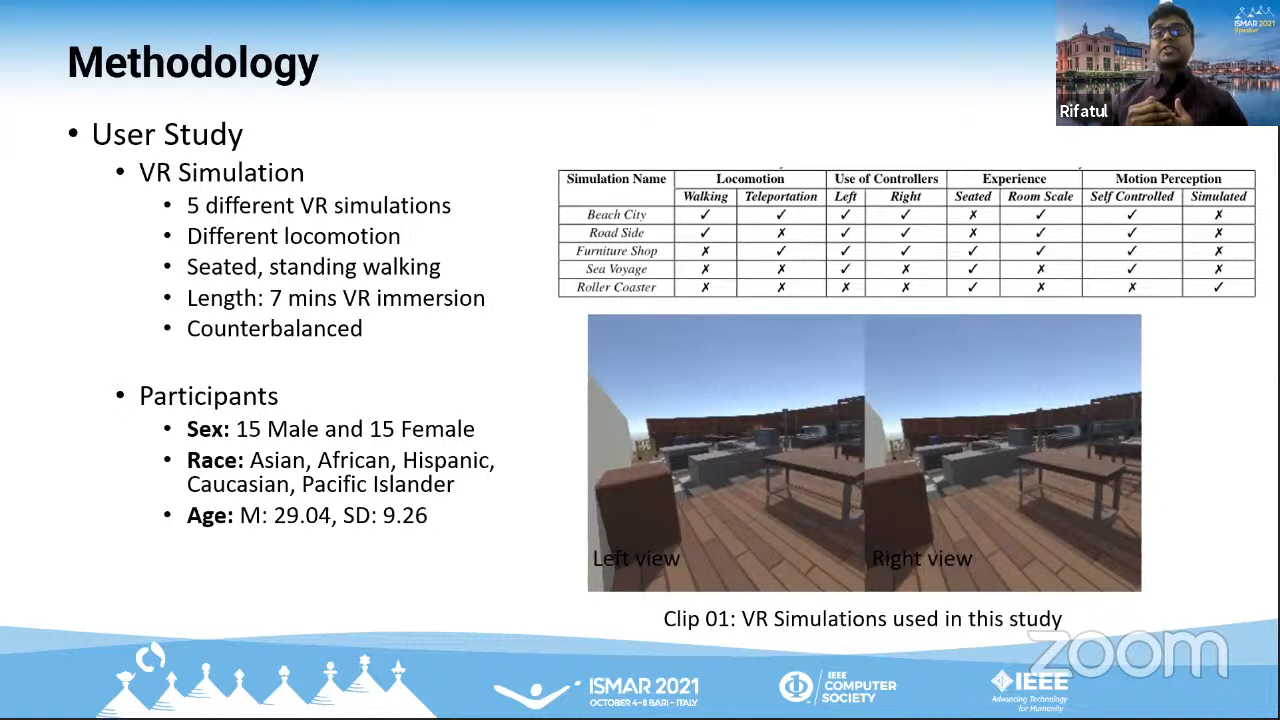 Methodology
ISMAR 2021
Speaker
Rifatul
• User Study
• VR Simulation
• 5 different VR simulations
• Different locomotion
• Seated, standing walking
• Length: 7 mins VR immersion
• Counterbalanced
• Participants
• Sex: 15 Male and 15 Female
• Race: Asian, African, Hispanic,
Caucasian, Pacific Islander
• Age: M: 29.04, SD: 9.26
Simulation Name Locomotion Use of Controllers Experience Motion Perception
Walking Teleportation Left Right Seated Room Scale Self Controlled Simulated
Beach City ✓ ✓ ✓ ✓ ✗ ✓ ✓ ✗
Road Side ✓ ✗ ✓ ✓ ✗ ✓ ✓ ✗
Furniture Shop ✗ ✓ ✓ ✓ ✓ ✓ ✓ ✗
Sea Voyage ✗ ✗ ✓ ✗ ✓ ✗ ✓ ✗
Roller Coaster ✗ ✗ ✗ ✗ ✓ ✗ ✗ ✓
Left view Right view
Clip 01: VR Simulations used in this study
zoom
ISMAR 2021
OCTOBER 4-8 BARI - ITALY
IEEE
COMPUTER
SOCIETY
IEEE
Advancing Technology
for Humanity